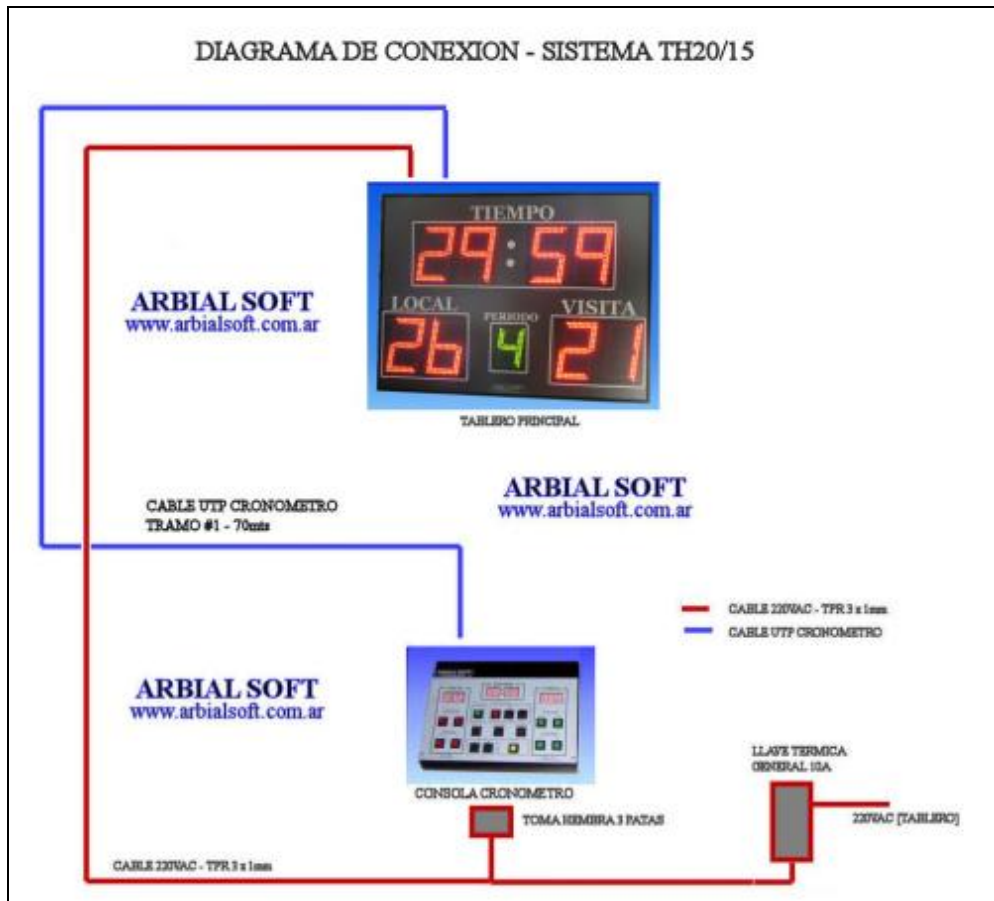 DIAGRAMA DE CONEXION - SISTEMA TH20/15
TIEMPO
29:59
LOCAL
PERIODO
VISITA
26
4
21
TABLERO PRINCIPAL
ARBIAL SOFT
www.arbialsoft.com.ar
ARBIAL SOFT
www.arbialsoft.com.ar
CABLE UTP CRONOMETRO
TRAMO #1 - 70mts
CABLE 220VAC - TPR 3 x 1mm
CABLE UTP CRONOMETRO
ARBIAL SOFT
www.arbialsoft.com.ar
CONSOLA CRONOMETRO
TOMA HEMBRA 3 PATAS
LLAVE TERMICA
GENERAL 10A
220VAC [TABLERO]
CABLE 220VAC - TPR 3 x 1mm